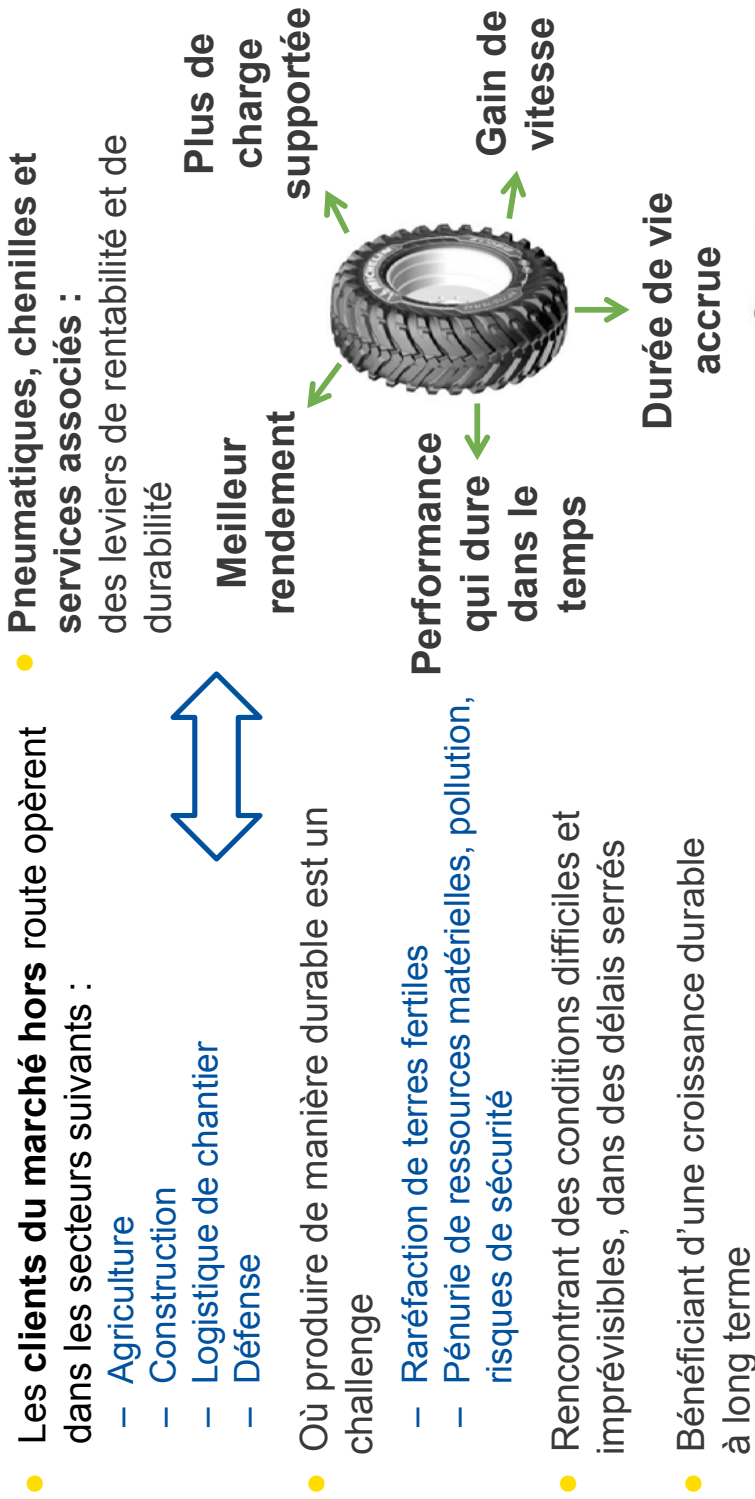 Les clients du marché hors route opèrent
dans les secteurs suivants :
– Agriculture
– Construction
– Logistique de chantier
– Défense
Où produire de manière durable est un
challenge
– Raréfaction de terres fertiles
– Pénurie de ressources matérielles, pollution,
risques de sécurité
Rencontrant des conditions difficiles et
imprévisibles, dans des délais serrés
Bénéficiant d’une croissance durable
à long terme
Pneumatiques, chenilles et
services associés :
des leviers de rentabilité et de
durabilité
Meilleur
rendement
Plus de
charge
supportée
Performance
qui dure
dans le
temps
Gain de
vitesse
Durée de vie
accrue
MICHELIN